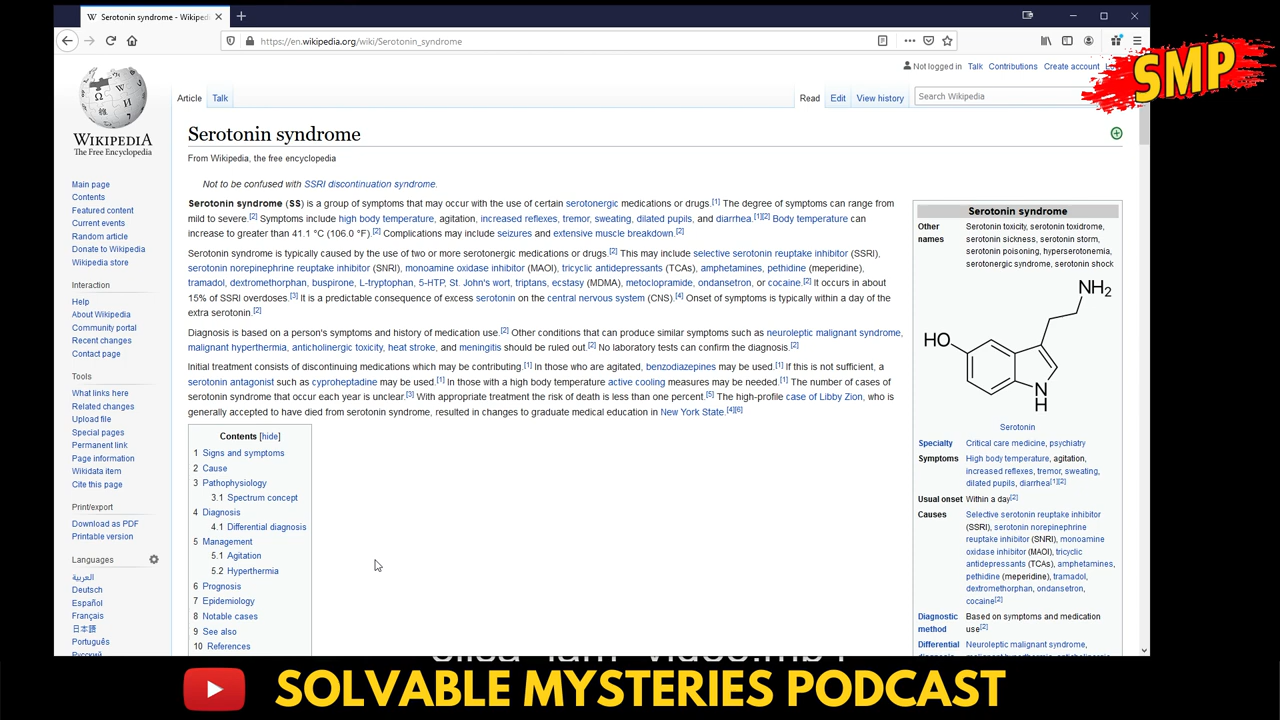 Serotonin syndrome - Wikiped
https://en.wikipedia.org/wiki/Serotonin_syndrome
SMP
Not logged in Talk Contributions Create account
Article Talk Read Edit View history Search Wikipedia
WIKIPEDIA
The Free Encyclopedia
Main page
Contents
Featured content
Current events
Random article
Donate to Wikipedia
Wikipedia store
Interaction
Help
About Wikipedia
Community portal
Recent changes
Contact page
Tools
What links here
Related changes
Upload file
Special pages
Permanent link
Page information
Wikidata item
Cite this page
Print/export
Download as PDF
Printable version
Languages
العربية
Deutsch
Español
Français
日本語
Português
Русский
Serotonin syndrome
From Wikipedia, the free encyclopedia
Not to be confused with SSRI discontinuation syndrome.
Serotonin syndrome (SS) is a group of symptoms that may occur with the use of certain serotonergic medications or drugs.[1] The degree of symptoms can range from
mild to severe.[2] Symptoms include high body temperature, agitation, increased reflexes, tremor, sweating, dilated pupils, and diarrhea.[1][2] Body temperature can
increase to greater than 41.1 °C (106.0 °F).[2] Complications may include seizures and extensive muscle breakdown.[2]
Serotonin syndrome is typically caused by the use of two or more serotonergic medications or drugs.[2] This may include selective serotonin reuptake inhibitor (SSRI),
serotonin norepinephrine reuptake inhibitor (SNRI), monoamine oxidase inhibitor (MAOI), tricyclic antidepressants (TCAs), amphetamines, pethidine (meperidine),
tramadol, dextromethorphan, buspirone, L-tryptophan, 5-HTP, St. John's wort, triptans, ecstasy (MDMA), metoclopramide, ondansetron, or cocaine.[2] It occurs in about
15% of SSRI overdoses.[3] It is a predictable consequence of excess serotonin on the central nervous system (CNS).[4] Onset of symptoms is typically within a day of the
extra serotonin.[2]
Diagnosis is based on a person's symptoms and history of medication use.[2] Other conditions that can produce similar symptoms such as neuroleptic malignant syndrome,
malignant hyperthermia, anticholinergic toxicity, heat stroke, and meningitis should be ruled out.[2] No laboratory tests can confirm the diagnosis.[2]
Initial treatment consists of discontinuing medications which may be contributing.[1] In those who are agitated, benzodiazepines may be used.[1] If this is not sufficient, a
serotonin antagonist such as cyproheptadine may be used.[1] In those with a high body temperature active cooling measures may be needed.[1] The number of cases of
serotonin syndrome that occur each year is unclear.[3] With appropriate treatment the risk of death is less than one percent.[5] The high-profile case of Libby Zion, who is
generally accepted to have died from serotonin syndrome, resulted in changes to graduate medical education in New York State.[4][6]
Contents [hide]
1 Signs and symptoms
2 Cause
3 Pathophysiology
3.1 Spectrum concept
4 Diagnosis
4.1 Differential diagnosis
5 Management
5.1 Agitation
5.2 Hyperthermia
6 Prognosis
7 Epidemiology
8 Notable cases
9 See also
10 References
Serotonin syndrome
Other names Serotonin toxicity, serotonin toxidrome,
serotonin sickness, serotonin storm,
serotonin poisoning, hyperserotonemia,
serotonergic syndrome, serotonin shock
NH2
HO
N
H
Serotonin
Specialty Critical care medicine, psychiatry
Symptoms High body temperature, agitation,
increased reflexes, tremor, sweating,
dilated pupils, diarrhea[1][2]
Usual onset Within a day[2]
Causes Selective serotonin reuptake inhibitor
(SSRI), serotonin norepinephrine
reuptake inhibitor (SNRI), monoamine
oxidase inhibitor (MAOI), tricyclic
antidepressants (TCAs), amphetamines,
pethidine (meperidine), tramadol,
dextromethorphan, ondansetron,
cocaine[2]
Diagnostic method Based on symptoms and medication
use[2]
Differential Neuroleptic malignant syndrome,
SOLVABLE MYSTERIES PODCAST